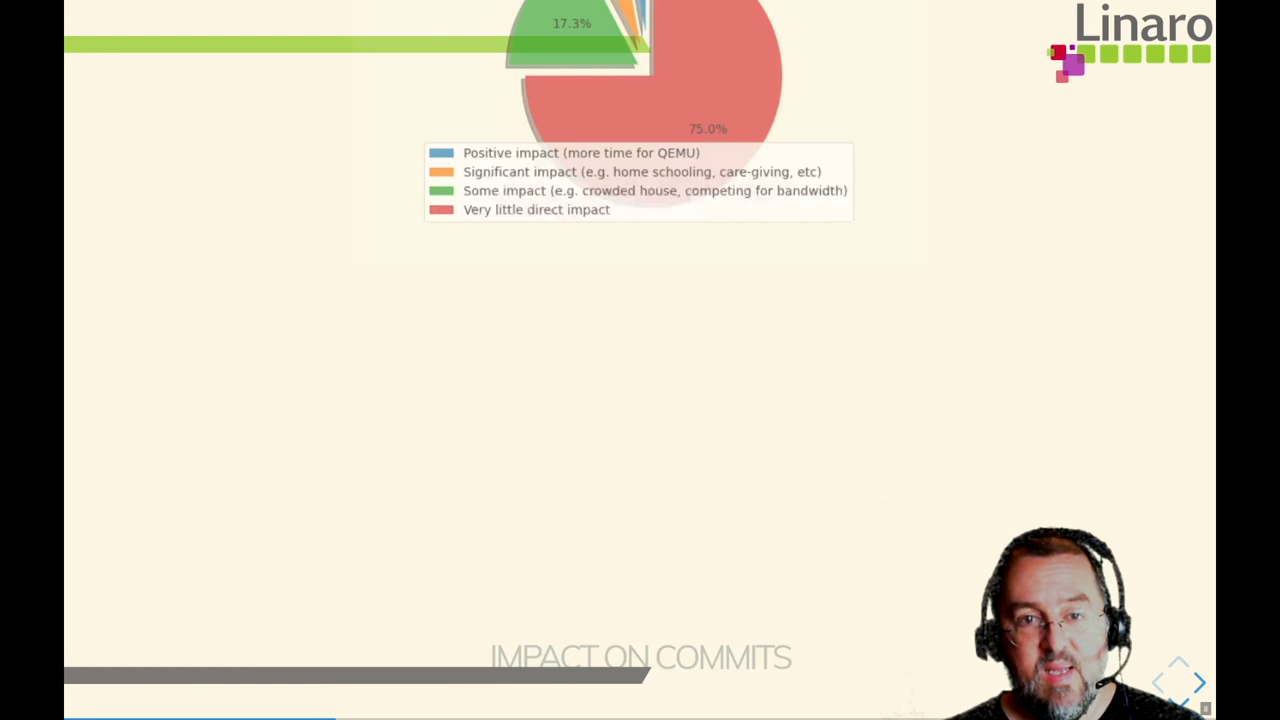 Linaro
17.3%
75.0%
Positive impact (more time for QEMU)
Significant impact (e.g. home schooling, care-giving, etc)
Some impact (e.g. crowded house, competing for bandwidth)
Very little direct impact
IMPACT ON COMMITS
8